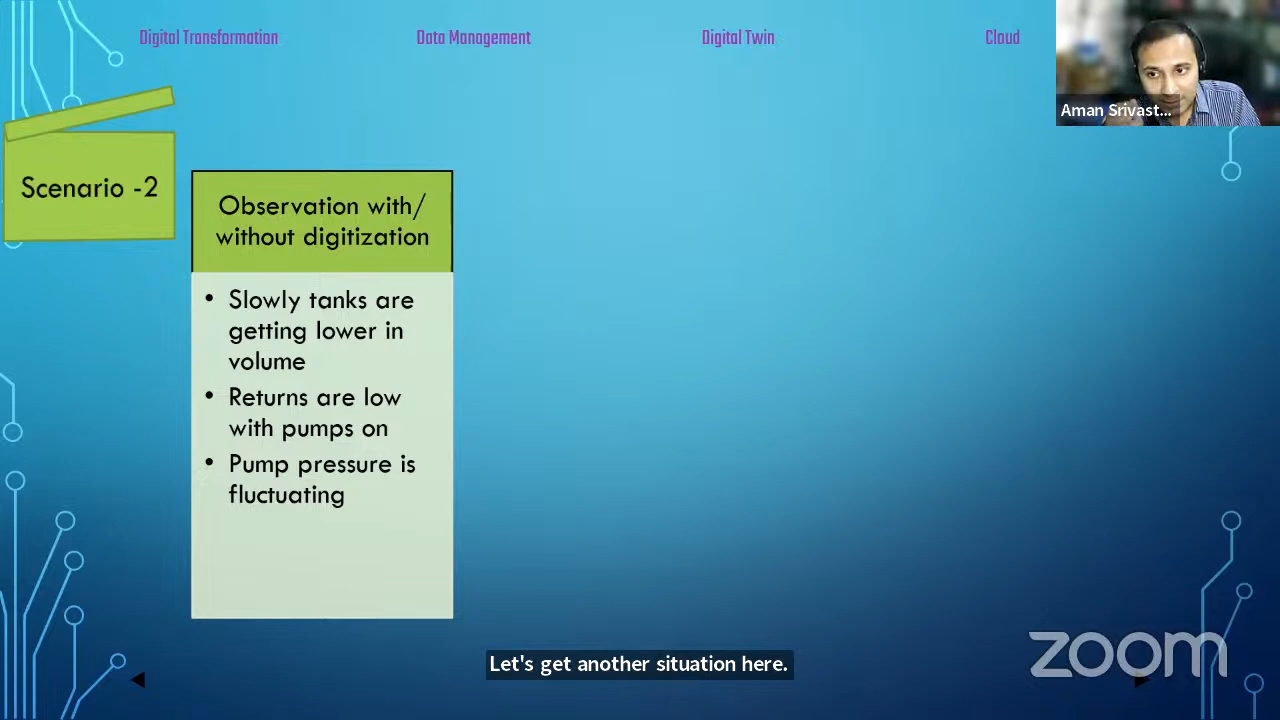 Digital Transformation
Data Management
Digital Twin
Cloud
Aman Srivast...
Scenario -2
Observation with/
without digitization
• Slowly tanks are
getting lower in
volume
• Returns are low
with pumps on
• Pump pressure is
fluctuating
Let's get another situation here.
zoom